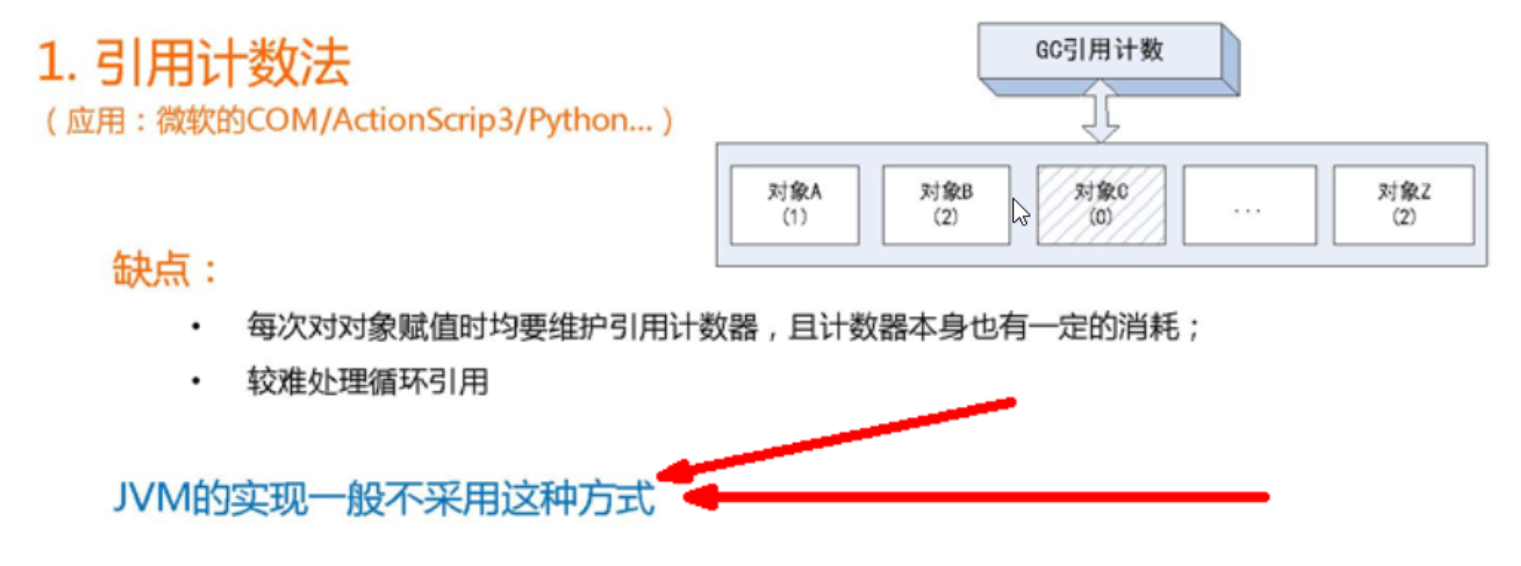 1. 引用计数法
（应用：微软的COM/ActionScrip3/Python...）
GC引用计数
对象A
(1)
对象B
(2)
对象C
(0)
...
对象Z
(2)
缺点：
• 每次对对象赋值时均要维护引用计数器，且计数器本身也有一定的消耗；
• 较难处理循环引用
JVM的实现一般不采用这种方式